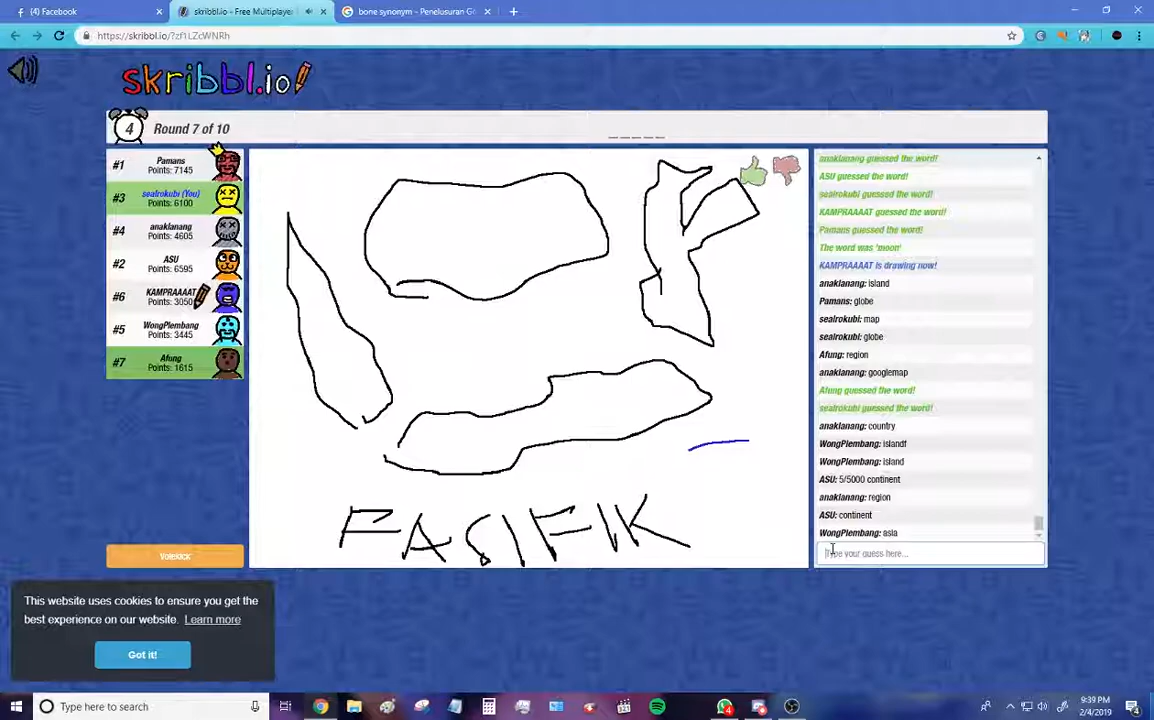 (4) Facebook
skribbl.io - Free Multiplayer
bone synonym - Penelusuran G
https://skribbl.io/?zf1LZcWNRh
skribbl.io
4
Round 7 of 10
_ _ _ _ _
#1
Pamans
Points: 7145
#3
sealrokubi (You)
Points: 6100
#4
anaklanang
Points: 4605
#2
ASU
Points: 6595
#6
KAMPRAAAAT
Points: 3050
#5
WongPlembang
Points: 3445
#7
Afung
Points: 1615
Votekick
PASIFIK
anaklanang guessed the word!
ASU guessed the word!
sealrokubi guessed the word!
KAMPRAAAAT guessed the word!
Pamans guessed the word!
The word was 'moon'
KAMPRAAAAT is drawing now!
anaklanang: island
Pamans: globe
sealrokubi: map
sealrokubi: globe
Afung: region
anaklanang: googlemap
Afung guessed the word!
sealrokubi guessed the word!
anaklanang: country
WongPlembang: islandf
WongPlembang: island
ASU: 5/5000 continent
anaklanang: region
ASU: continent
WongPlembang: asia
Type your guess here...
This website uses cookies to ensure you get the
best experience on our website. Learn more
Got it!
Type here to search
9:39 PM
2/4/2019